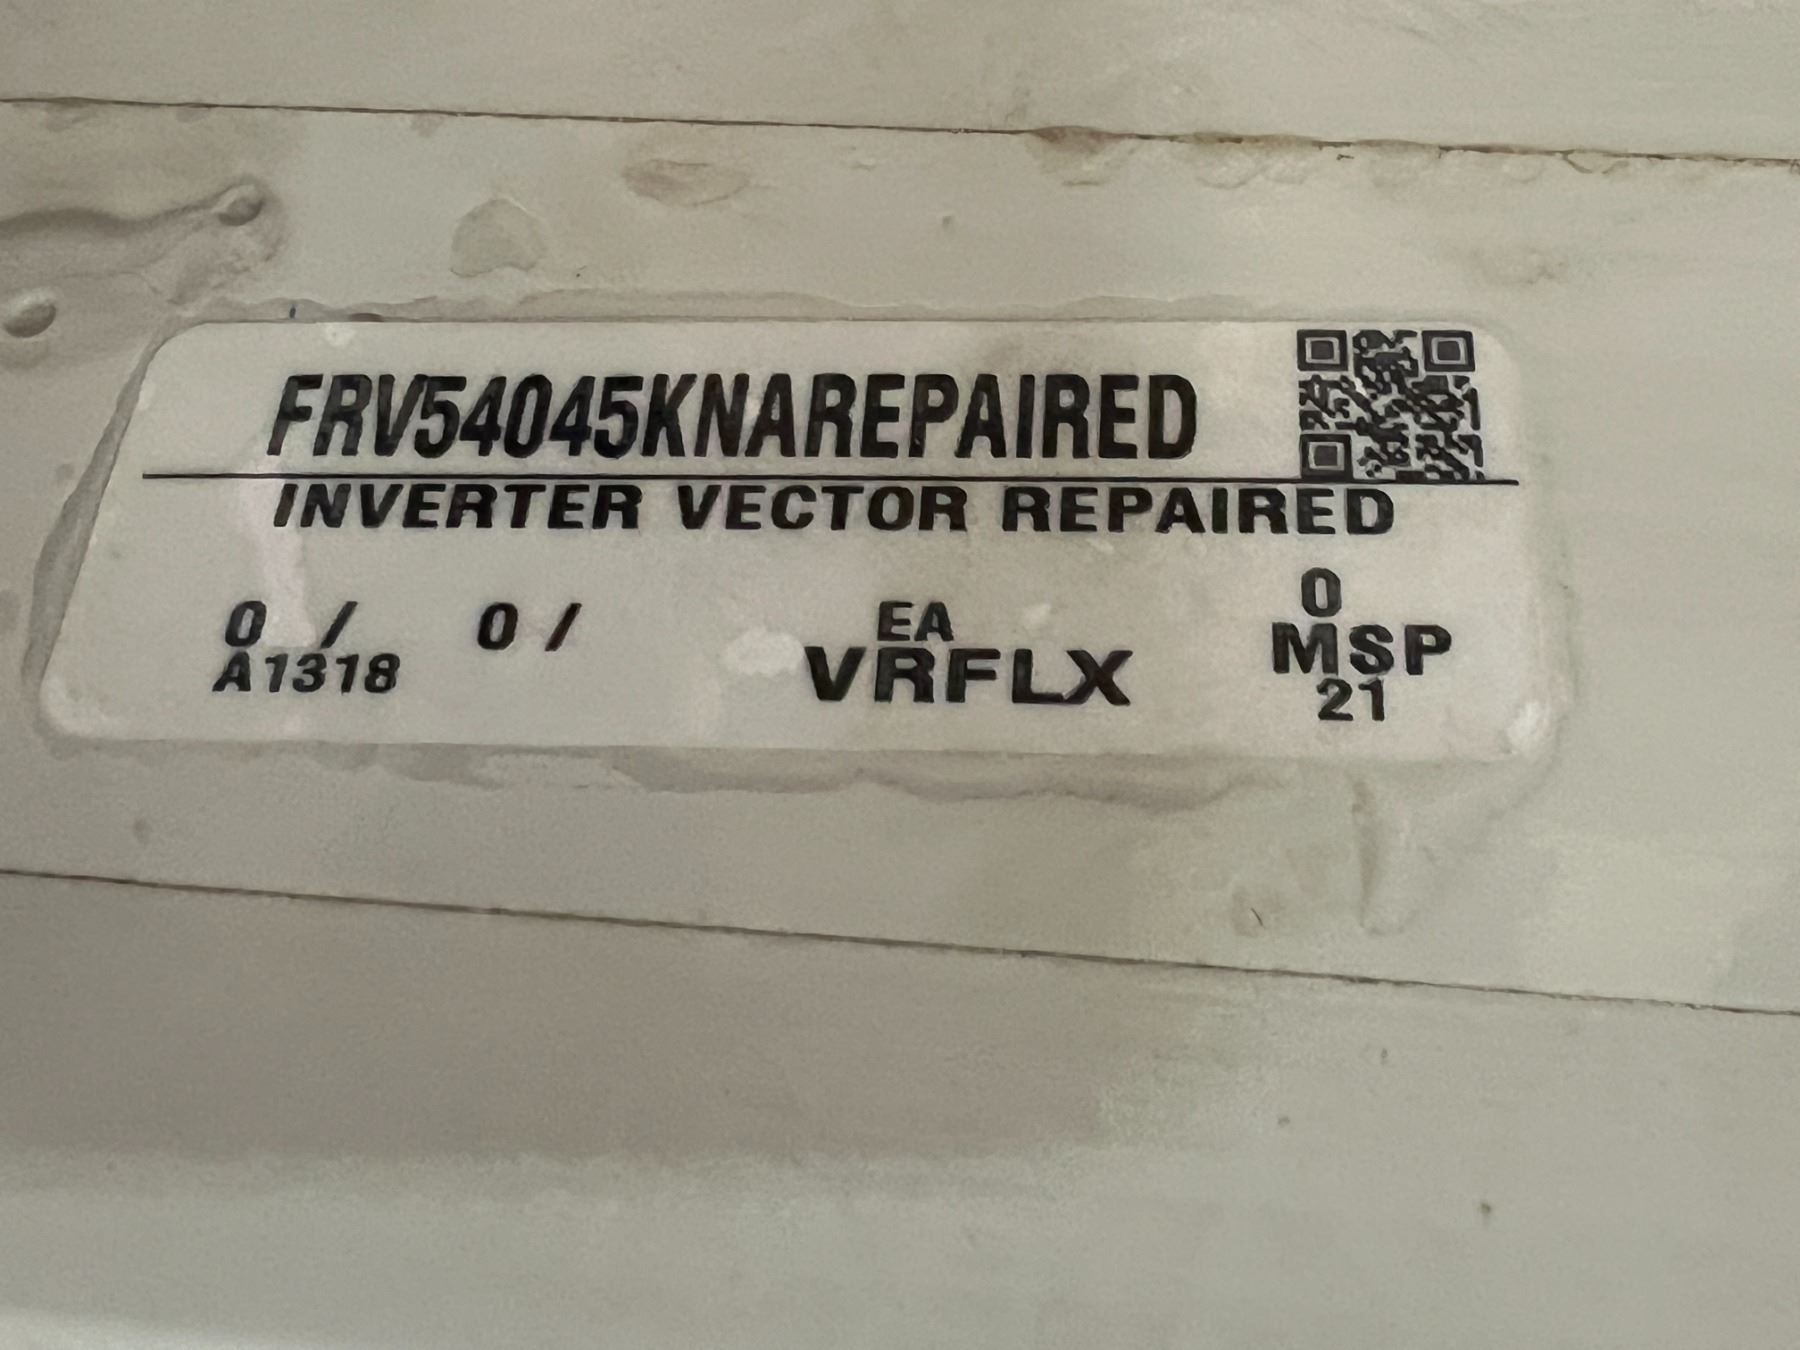 FRV54045KNAREPAIRED
INVERTER VECTOR REPAIRED
0 / 0 / EA 0
A1318 VRFLX MSP
21